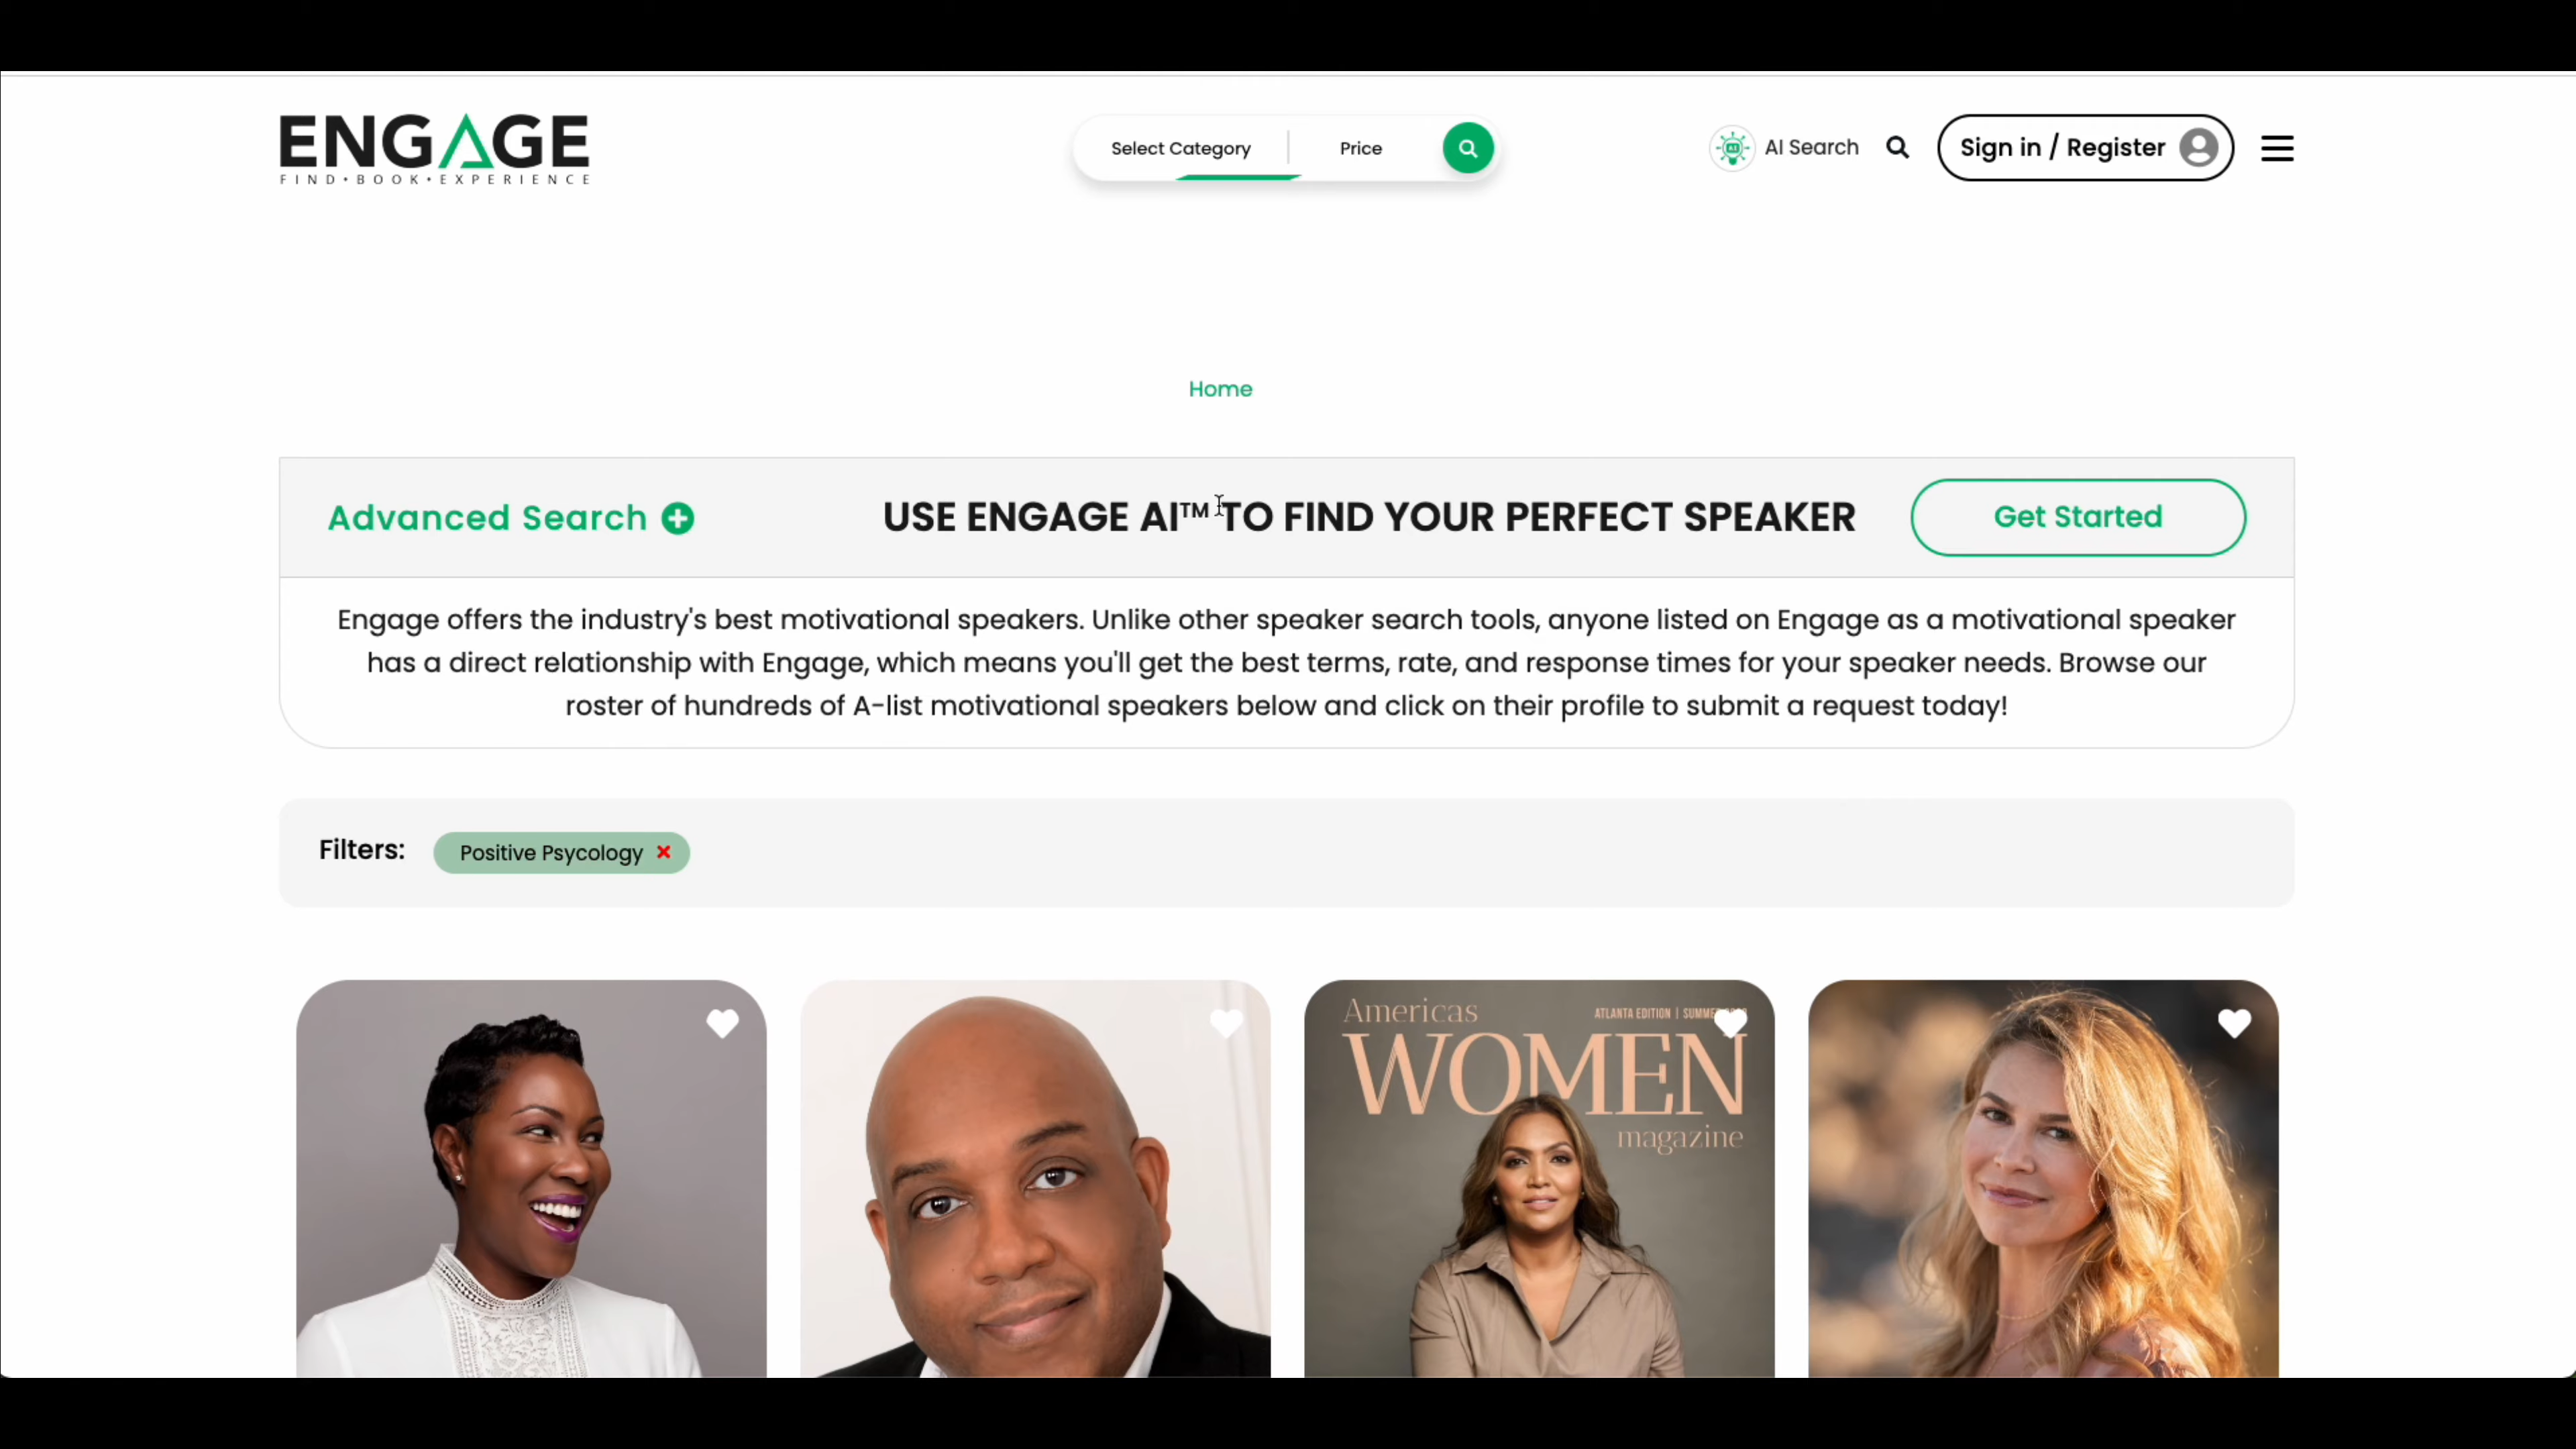 ENGAGE
FIND•BOOK•EXPERIENCE
Select Category
Price
AI Search
Sign in / Register
Home
Advanced Search
USE ENGAGE AI™ TO FIND YOUR PERFECT SPEAKER
Get Started
Engage offers the industry's best motivational speakers. Unlike other speaker search tools, anyone listed on Engage as a motivational speaker
has a direct relationship with Engage, which means you'll get the best terms, rate, and response times for your speaker needs. Browse our
roster of hundreds of A-list motivational speakers below and click on their profile to submit a request today!
Filters:
Positive Psycology
Americas
ATLANTA EDITION | SUMMER
WOMEN
magazine